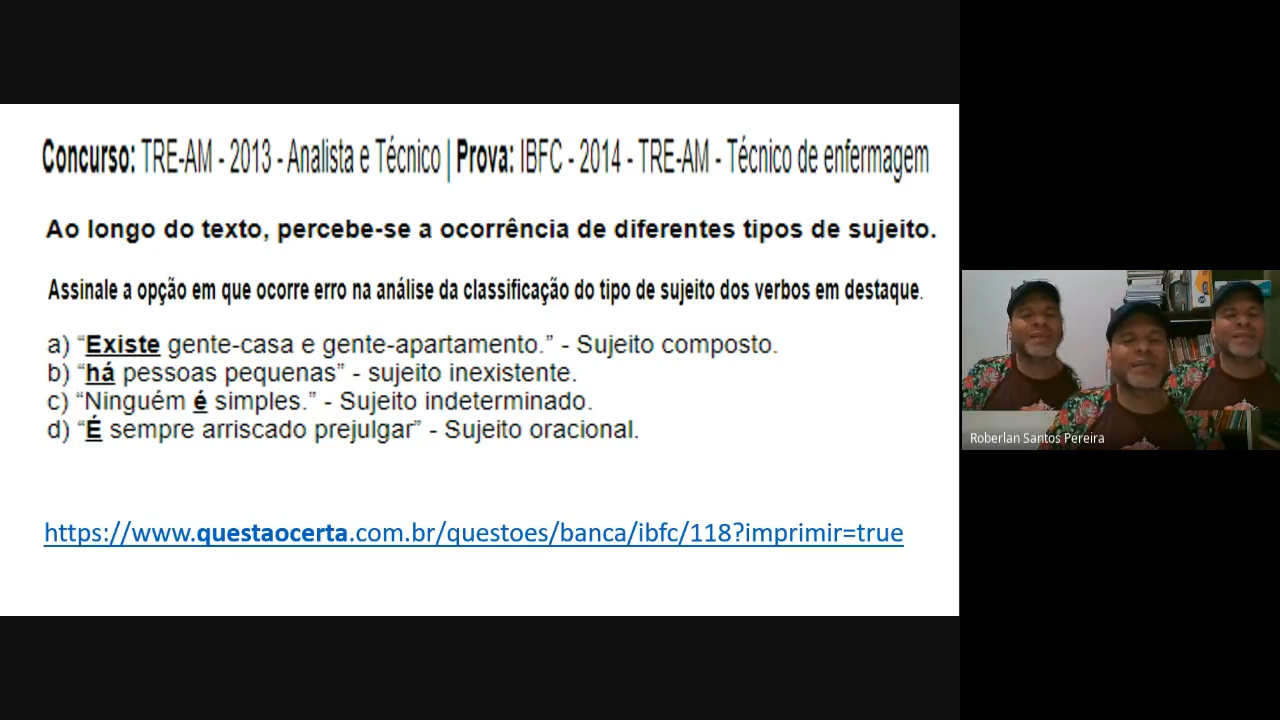 Concurso: TRE-AM - 2013 - Analista e Técnico | Prova: IBFC - 2014 - TRE-AM - Técnico de enfermagem
Ao longo do texto, percebe-se a ocorrência de diferentes tipos de sujeito.
Assinale a opção em que ocorre erro na análise da classificação do tipo de sujeito dos verbos em destaque.
a) “Existe gente-casa e gente-apartamento.” - Sujeito composto.
b) “há pessoas pequenas” - sujeito inexistente.
c) “Ninguém é simples.” - Sujeito indeterminado.
d) “É sempre arriscado prejulgar” - Sujeito oracional.
https://www.questaocerta.com.br/questoes/banca/ibfc/118?imprimir=true
Roberlan Santos Pereira